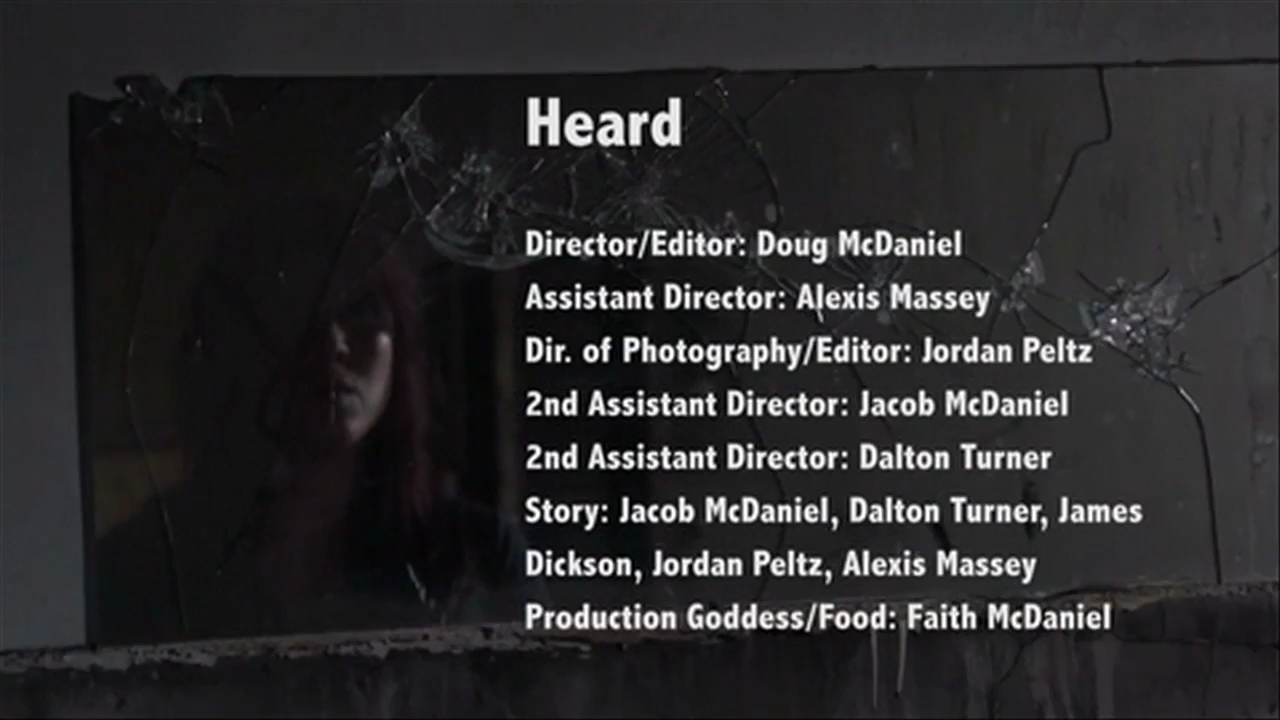 Heard
Director/Editor: Doug McDaniel
Assistant Director: Alexis Massey
Dir. of Photography/Editor: Jordan Peltz
2nd Assistant Director: Jacob McDaniel
2nd Assistant Director: Dalton Turner
Story: Jacob McDaniel, Dalton Turner, James
Dickson, Jordan Peltz, Alexis Massey
Production Goddess/Food: Faith McDaniel